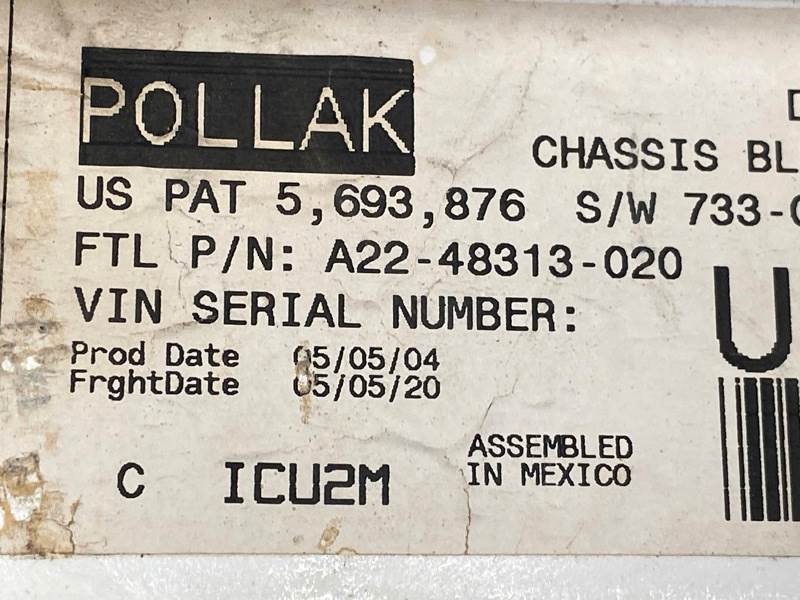 POLLAK
CHASSIS BL
US PAT 5,693,876 S/W 733-
FTL P/N: A22-48313-020
VIN SERIAL NUMBER:
U
Prod Date 05/05/04
FrghtDate 05/05/20
ASSEMBLED
IN MEXICO
C ICU2M